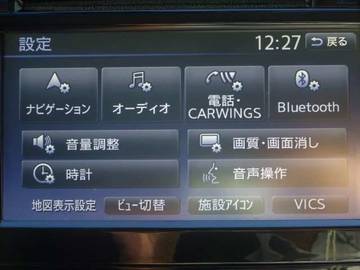 設定
12:27
戻る
ナビゲーション
オーディオ
電話・
CARWINGS
Bluetooth
音量調整
画質・画面消し
時計
音声操作
地図表示設定
ビュー切替
施設アイコン
VICS